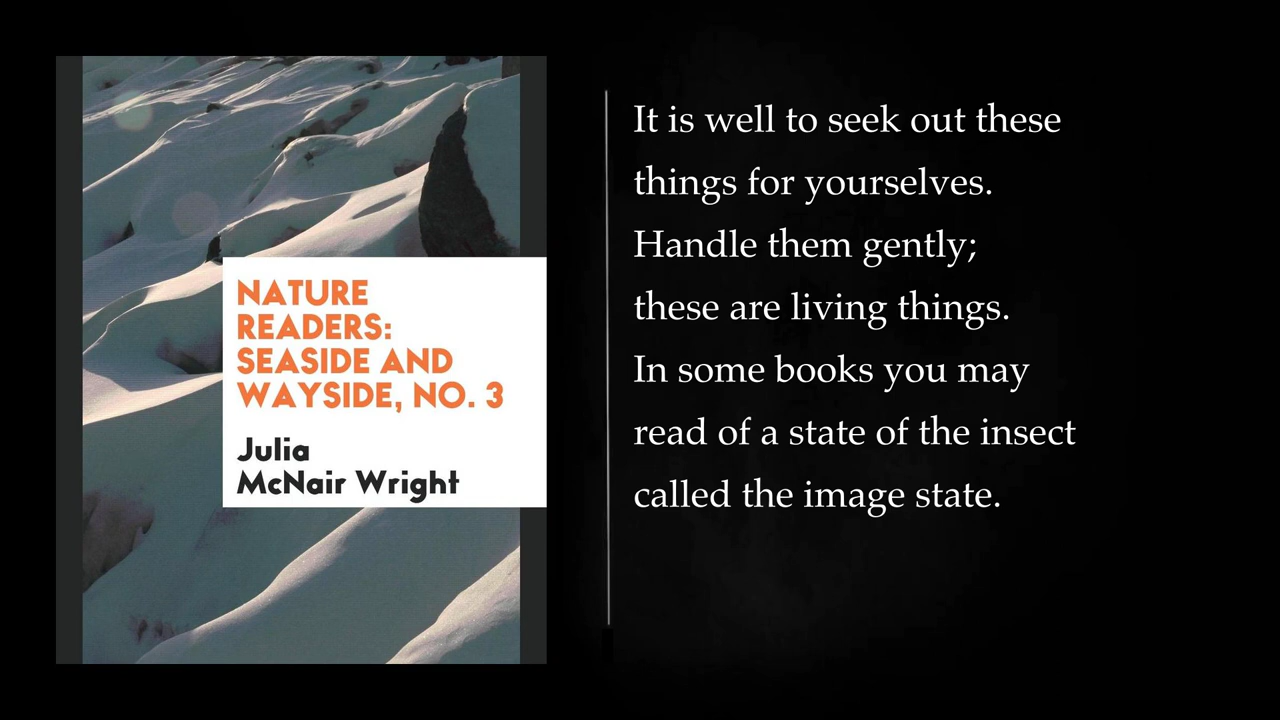 NATURE
READERS:
SEASIDE AND
WAYSIDE, NO. 3
Julia
McNair Wright
It is well to seek out these
things for yourselves.
Handle them gently;
these are living things.
In some books you may
read of a state of the insect
called the image state.